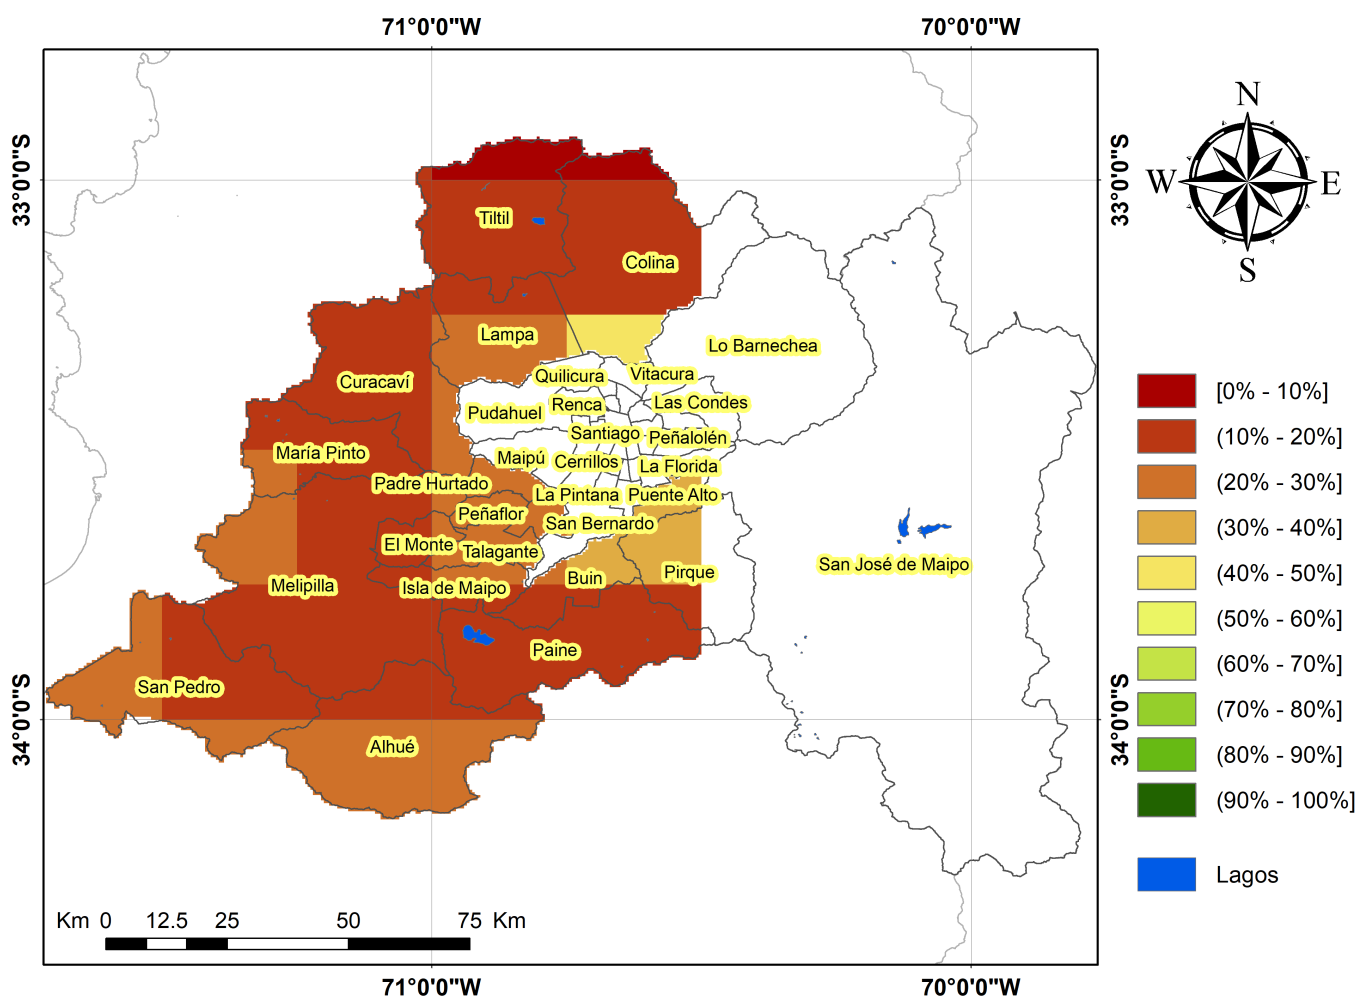 71°0'0"W
70°0'0"W
33°0'0"S
33°0'0"S
N
W
E
S
Tiltil
Colina
Lampa
Lo Barnechea
Quilicura
Vitacura
Curacaví
Pudahuel
Renca
Las Condes
Santiago
Peñalolén
María Pinto
Maipú
Cerrillos
La Florida
Padre Hurtado
La Pintana
Puente Alto
Peñaflor
San Bernardo
El Monte
Talagante
San José de Maipo
Melipilla
Isla de Maipo
Buin
Pirque
Paine
San Pedro
Alhué
34°0'0"S
34°0'0"S
[0% - 10%]
(10% - 20%]
(20% - 30%]
(30% - 40%]
(40% - 50%]
(50% - 60%]
(60% - 70%]
(70% - 80%]
(80% - 90%]
(90% - 100%]
Lagos
Km 0 12.5 25 50 75 Km
71°0'0"W
70°0'0"W